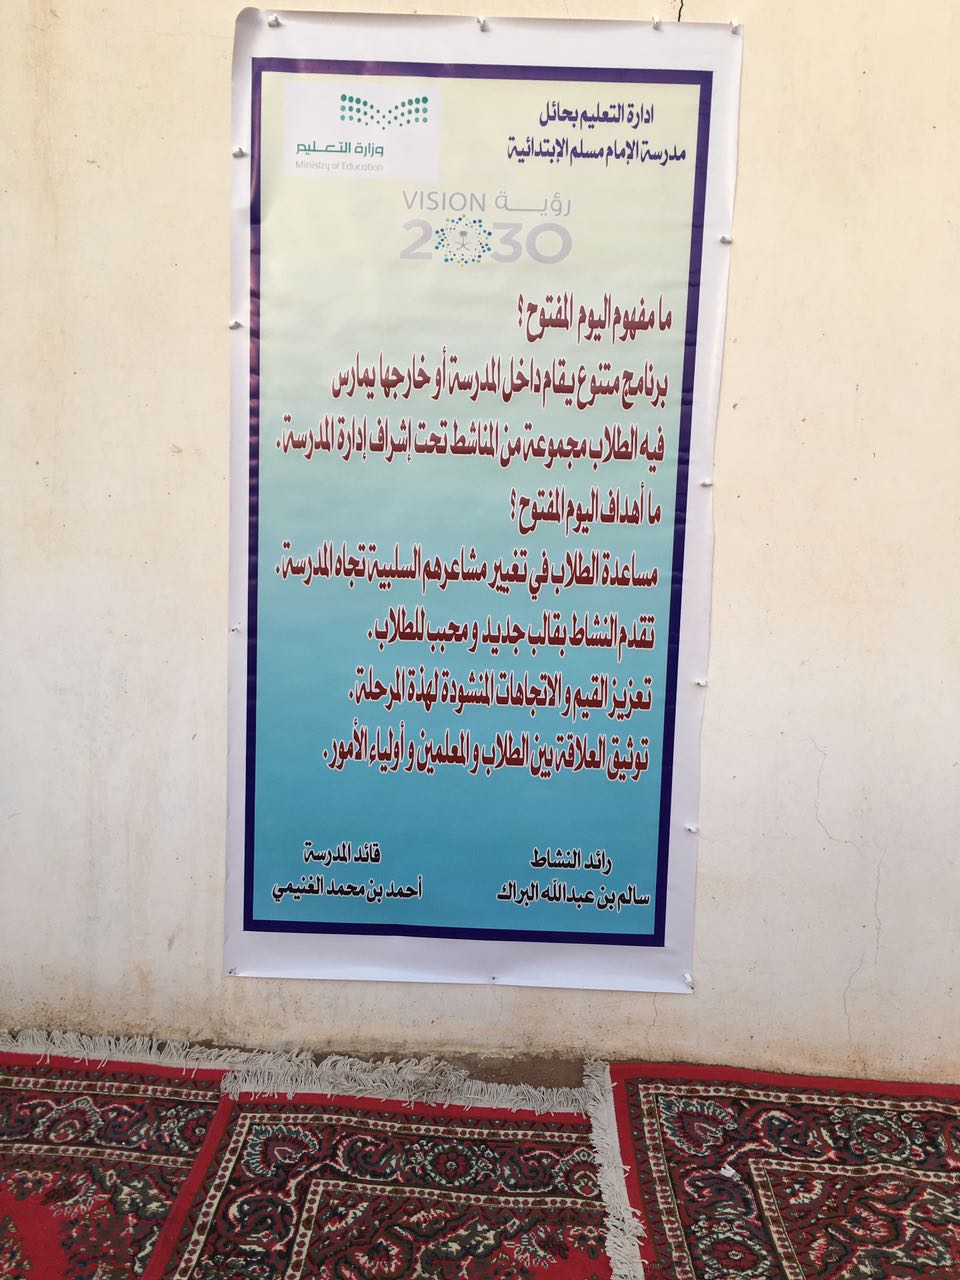 ادارة التعليم بحائل
مدرسة الإمام مسلم الإبتدائية
وزارة التعليم
Ministry of Education
VISION رؤية
2030
ما مفهوم اليوم المفتوح ؟
برنامج متنوع يقام داخل المدرسة أو خارجها يمارس
فيه الطلاب مجموعة من المناشط تحت إشراف إدارة المدرسة .
ما أهداف اليوم المفتوح ؟
مساعدة الطلاب في تغيير مشاعرهم السلبية تجاه المدرسة .
تقدم النشاط بقالب جديد و محبب للطلاب .
تعزيز القيم و الاتجاهات المنشودة لهذة المرحلة .
توثيق العلاقة بين الطلاب و المعلمين و أولياء الأمور .
رائد النشاط
سالم بن عبدالله البراك
قائد المدرسة
أحمد بن محمد الغنيمي